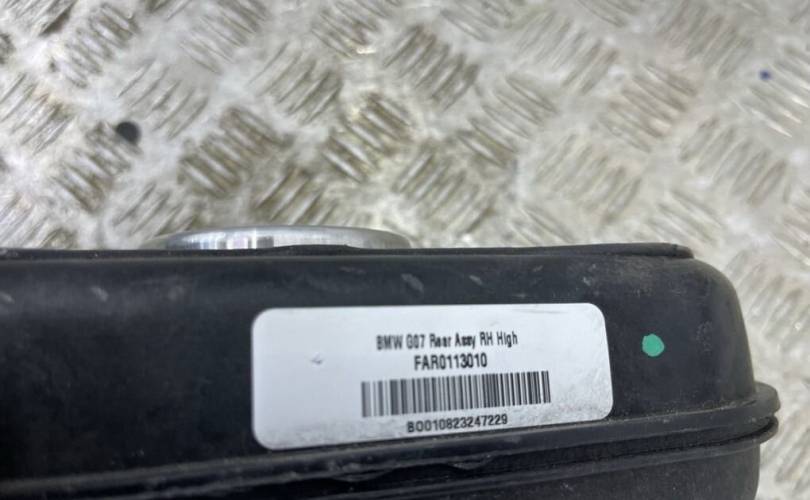 BMW G07 Rear Assy RH High
FAR0113010
B0010823247229